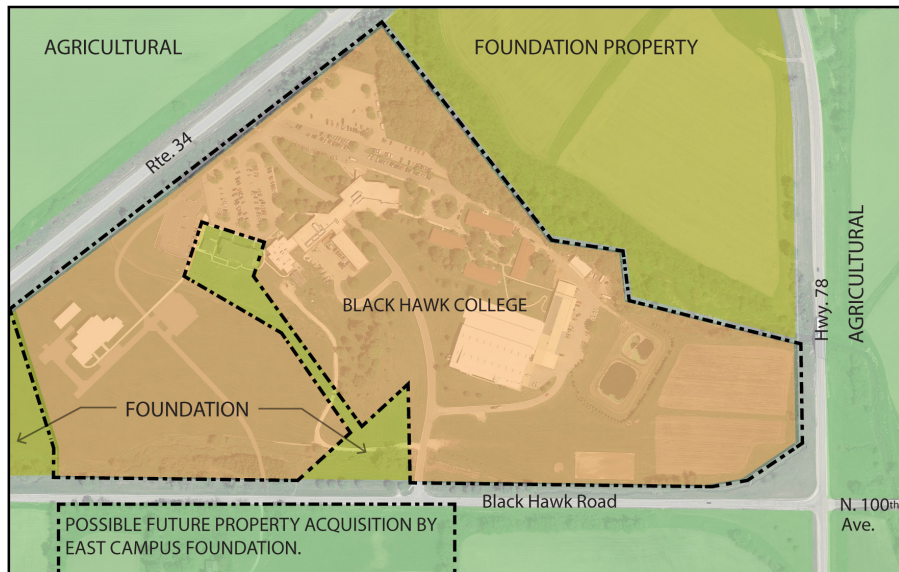 AGRICULTURAL
FOUNDATION PROPERTY
Rte. 34
BLACK HAWK COLLEGE
Hwy. 78
AGRICULTURAL
FOUNDATION
Black Hawk Road
N. 100th
Ave.
POSSIBLE FUTURE PROPERTY ACQUISITION BY
EAST CAMPUS FOUNDATION.